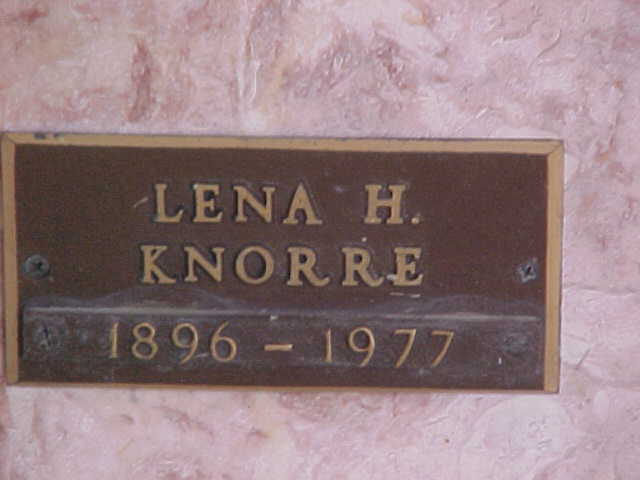 LENA H.
KNORRE
1896 – 1977